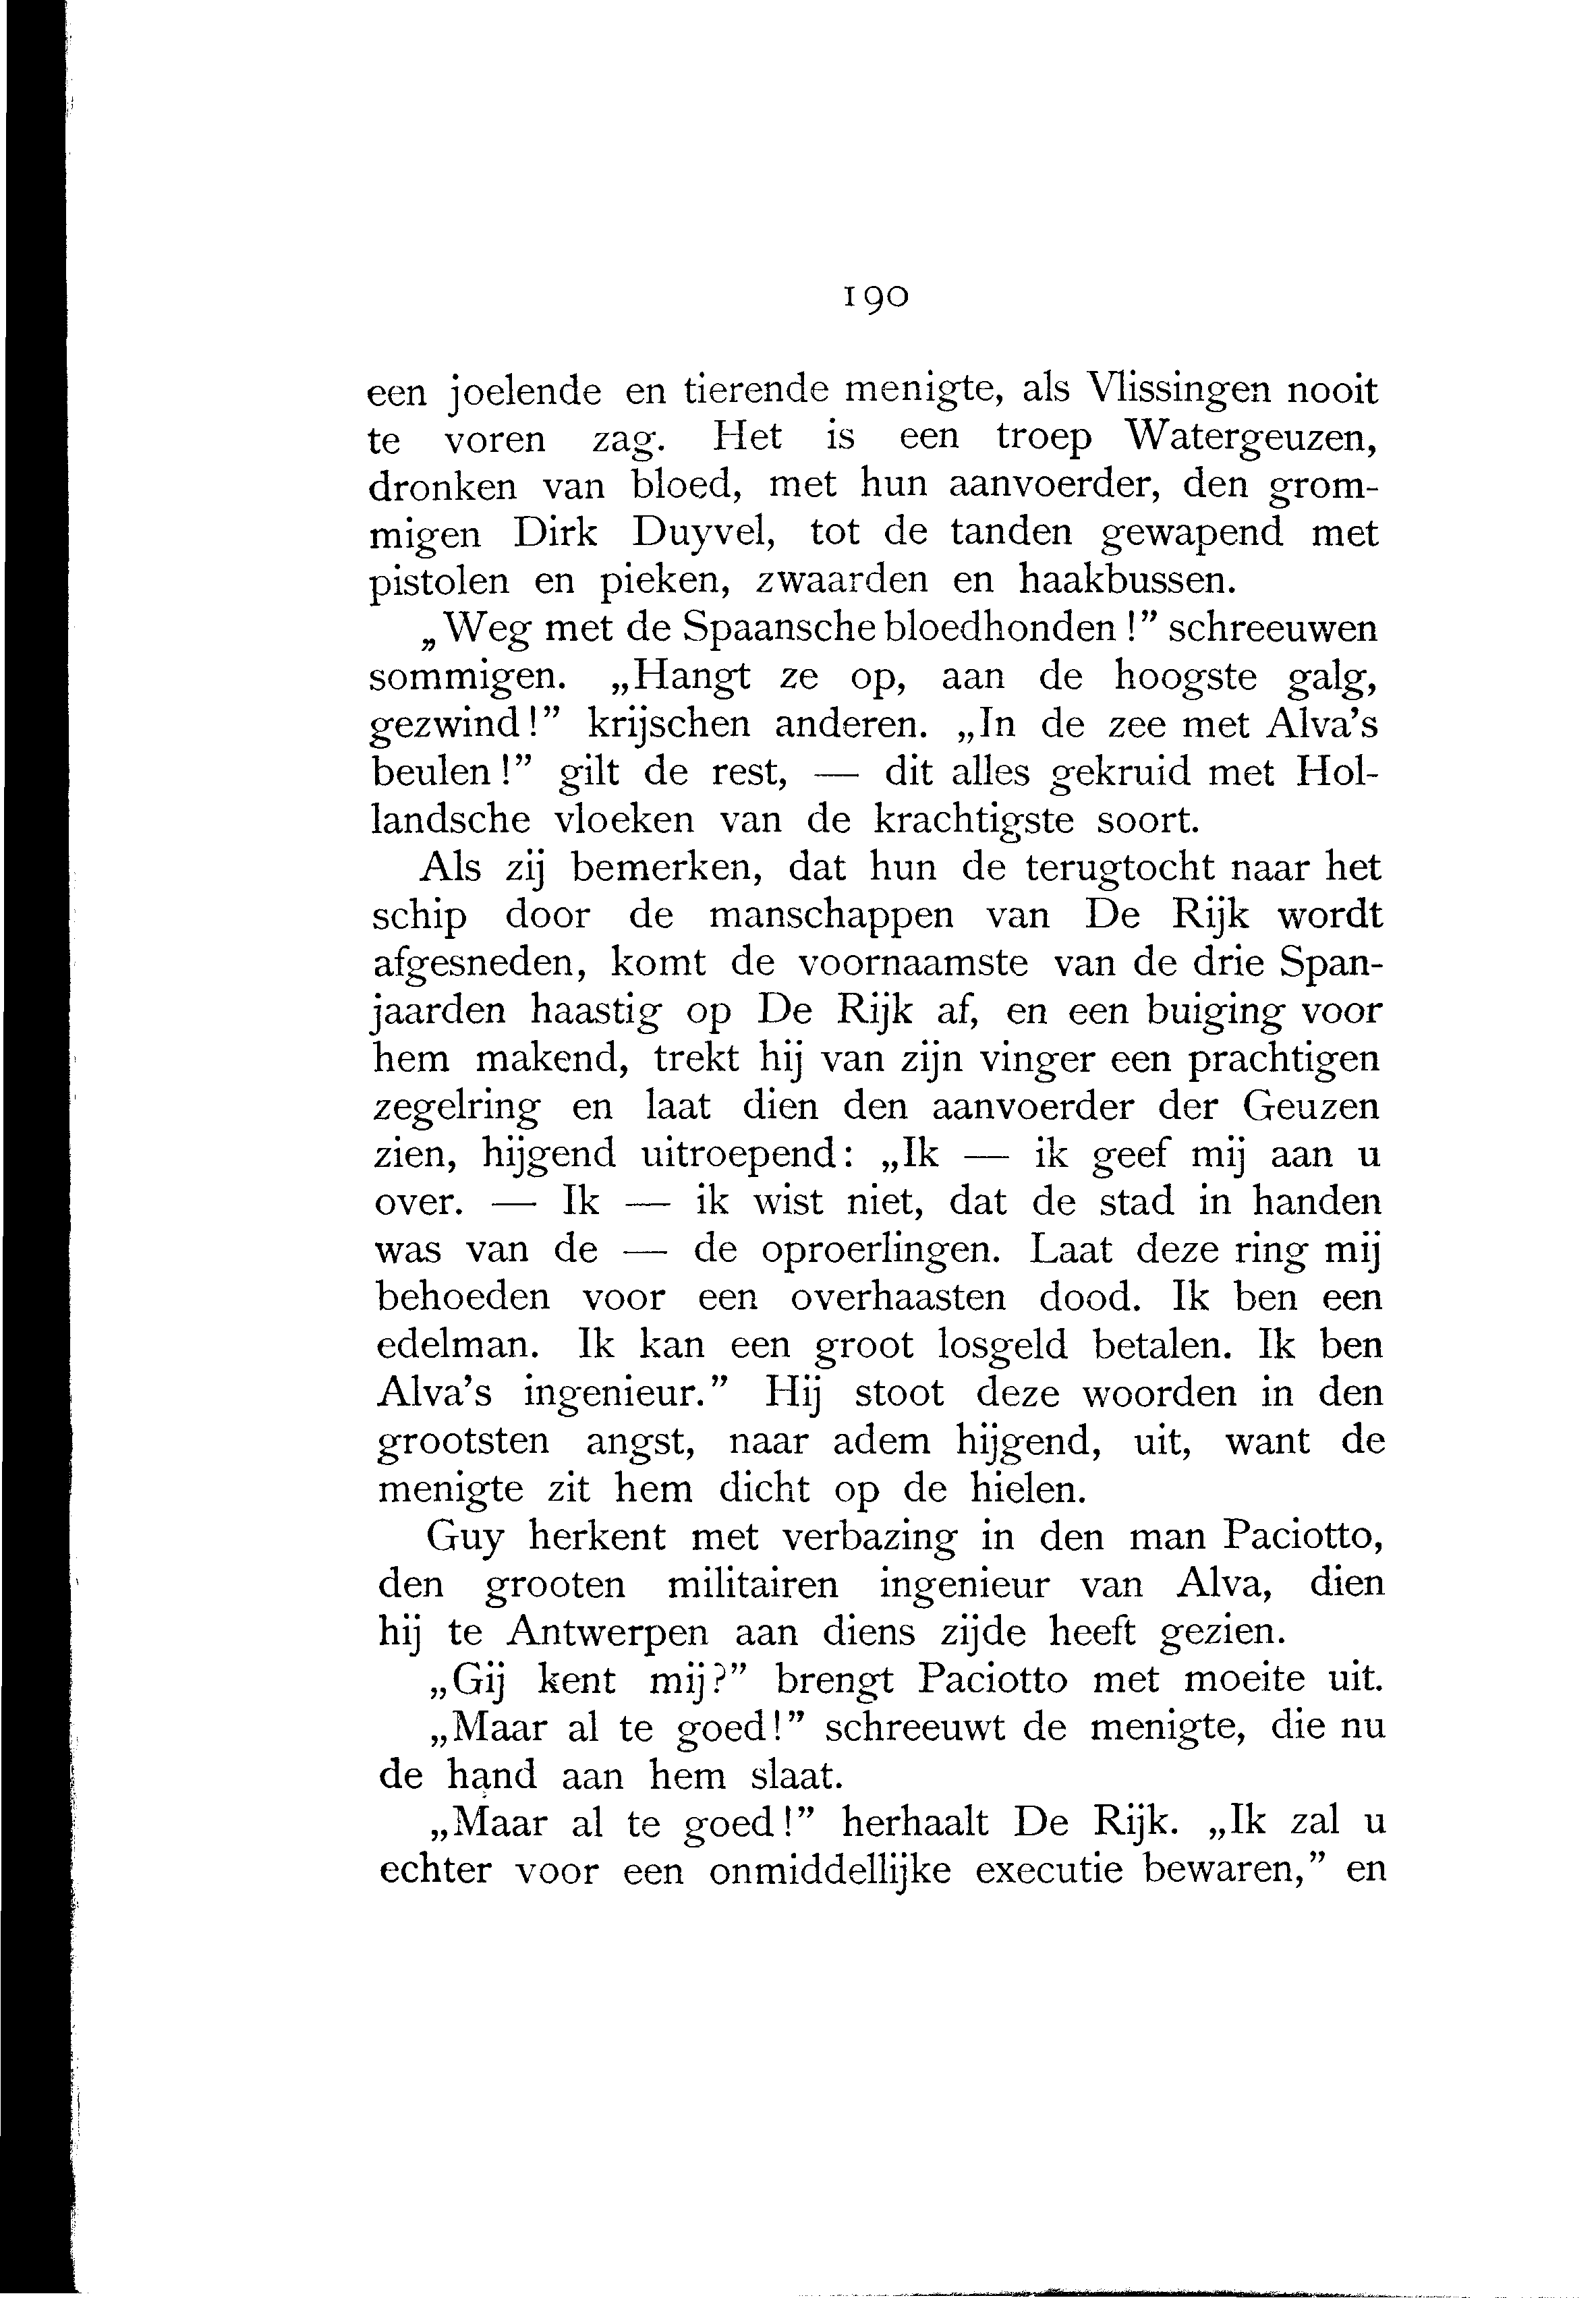 190
een joelende en tierende menigte, als Vlissingen nooit
te voren zag. Het is een troep Watergeuzen,
dronken van bloed, met hun aanvoerder, den grom-
migen Dirk Duyvel, tot de tanden gewapend met
pistolen en pieken, zwaarden en haakbussen.
„Weg met de Spaansche bloedhonden!” schreeuwen
sommigen. „Hangt ze op, aan de hoogste galg,
gezwind!” krijschen anderen. „In de zee met Alva’s
beulen!” gilt de rest, — dit alles gekruid met Hol-
landsche vloeken van de krachtigste soort.
Als zij bemerken, dat hun de terugtocht naar het
schip door de manschappen van De Rijk wordt
afgesneden, komt de voornaamste van de drie Span-
jaarden haastig op De Rijk af, en een buiging voor
hem makend, trekt hij van zijn vinger een prachtigen
zegelring en laat dien den aanvoerder der Geuzen
zien, hijgend uitroepend: „Ik — ik geef mij aan u
over. — Ik — ik wist niet, dat de stad in handen
was van de — de oproerlingen. Laat deze ring mij
behoeden voor een overhaasten dood. Ik ben een
edelman. Ik kan een groot losgeld betalen. Ik ben
Alva’s ingenieur.” Hij stoot deze woorden in den
grootsten angst, naar adem hijgend, uit, want de
menigte zit hem dicht op de hielen.
Guy herkent met verbazing in den man Paciotto,
den grooten militairen ingenieur van Alva, dien
hij te Antwerpen aan diens zijde heeft gezien.
„Gij kent mij?” brengt Paciotto met moeite uit.
„Maar al te goed!” schreeuwt de menigte, die nu
de hand aan hem slaat.
„Maar al te goed!” herhaalt De Rijk. „Ik zal u
echter voor een onmiddellijke executie bewaren,” en